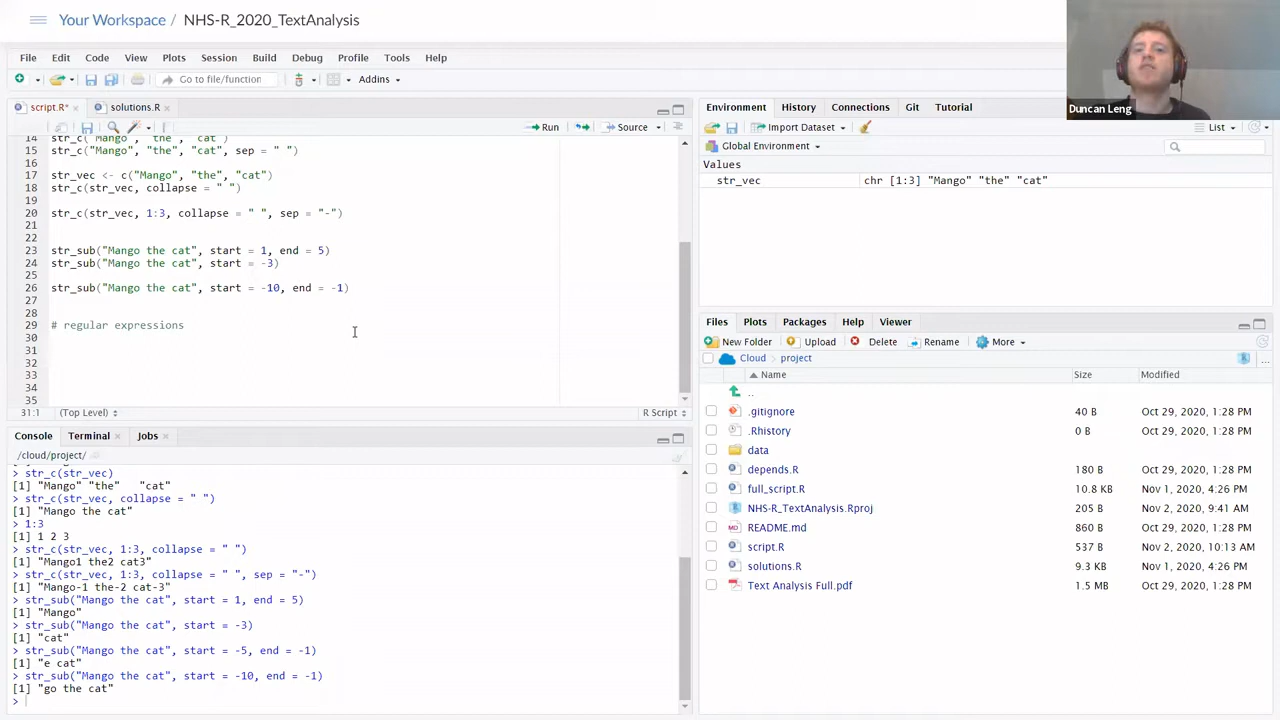 Your Workspace / NHS-R_2020_TextAnalysis
Duncan Leng
File Edit Code View Plots Session Build Debug Profile Tools Help
Go to file/function Addins
script.R* solutions.R
Run Source
14 str_c("Mango", "the", "cat")
15 str_c("Mango", "the", "cat", sep = " ")
16
17 str_vec <- c("Mango", "the", "cat")
18 str_c(str_vec, collapse = " ")
19
20 str_c(str_vec, 1:3, collapse = " ", sep = "-")
21
22
23 str_sub("Mango the cat", start = 1, end = 5)
24 str_sub("Mango the cat", start = -3)
25
26 str_sub("Mango the cat", start = -10, end = -1)
27
28
29 # regular expressions
30
31
32
33
34
35
31:1 (Top Level) R Script
Console Terminal Jobs
/cloud/project/
> str_c(str_vec)
[1] "Mango" "the" "cat"
> str_c(str_vec, collapse = " ")
[1] "Mango the cat"
> 1:3
[1] 1 2 3
> str_c(str_vec, 1:3, collapse = " ")
[1] "Mango1 the2 cat3"
> str_c(str_vec, 1:3, collapse = " ", sep = "-")
[1] "Mango-1 the-2 cat-3"
> str_sub("Mango the cat", start = 1, end = 5)
[1] "Mango"
> str_sub("Mango the cat", start = -3)
[1] "cat"
> str_sub("Mango the cat", start = -5, end = -1)
[1] "e cat"
> str_sub("Mango the cat", start = -10, end = -1)
[1] "go the cat"
>
Environment History Connections Git Tutorial
Import Dataset List
Global Environment
Values
str_vec chr [1:3] "Mango" "the" "cat"
Files Plots Packages Help Viewer
New Folder Upload Delete Rename More
Cloud project ...
Name Size Modified
..
.gitignore 40 B Oct 29, 2020, 1:28 PM
.Rhistory 0 B Oct 29, 2020, 1:28 PM
data
depends.R 180 B Oct 29, 2020, 1:28 PM
full_script.R 10.8 KB Nov 1, 2020, 4:26 PM
NHS-R_TextAnalysis.Rproj 205 B Nov 2, 2020, 9:41 AM
README.md 860 B Oct 29, 2020, 1:28 PM
script.R 537 B Nov 2, 2020, 10:13 AM
solutions.R 9.3 KB Nov 1, 2020, 4:26 PM
Text Analysis Full.pdf 1.5 MB Oct 29, 2020, 1:28 PM